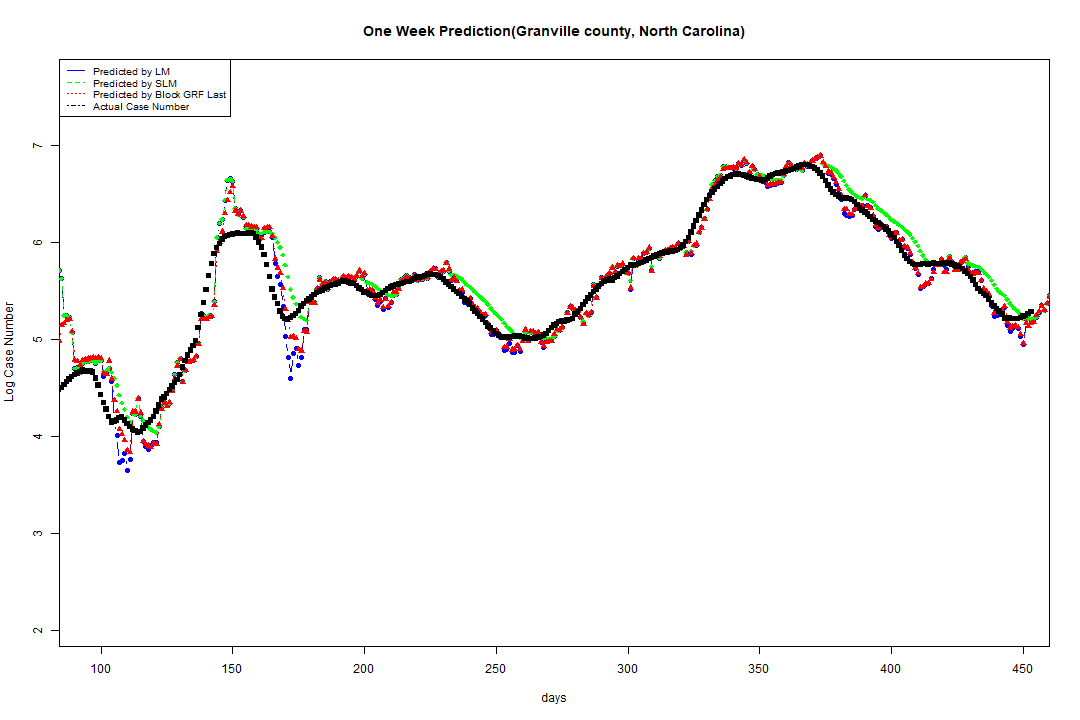 One Week Prediction(Granville county, North Carolina)
Predicted by LM
Predicted by SLM
Predicted by Block GRF Last
Actual Case Number
Log Case Number
7
6
5
4
3
2
100 150 200 250 300 350 400 450
days